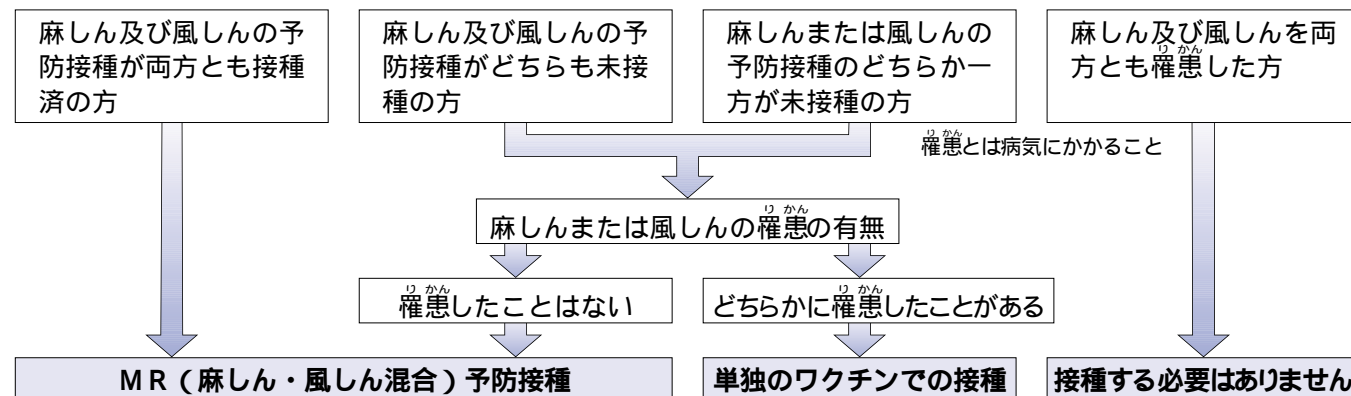 麻しん及び風しんの予
防接種が両方とも接種
済の方
麻しん及び風しんの予
防接種がどちらも未接
種の方
麻しんまたは風しんの
予防接種のどちらか一
方が未接種の方
麻しん及び風しんを両
り かん
方とも罹患した方
り かん
罹患とは病気にかかること
り かん
麻しんまたは風しんの罹患の有無
り かん
罹患したことはない
り かん
どちらかに罹患したことがある
MR(麻しん・風しん混合)予防接種
単独のワクチンでの接種
接種する必要はありません